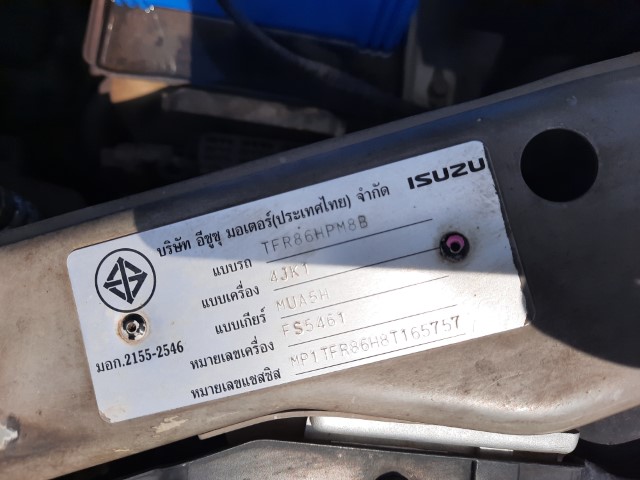 ISUZU
บริษัท อีซูซุ มอเตอร์(ประเทศไทย) จำกัด
แบบรถ TFR86HPM8B
แบบเครื่อง 4JK1
แบบเกียร์ MUA5H
หมายเลขเครื่อง FS5461
หมายเลขแชสซิส MP1TFR86H8T165757
มอก.2155-2546